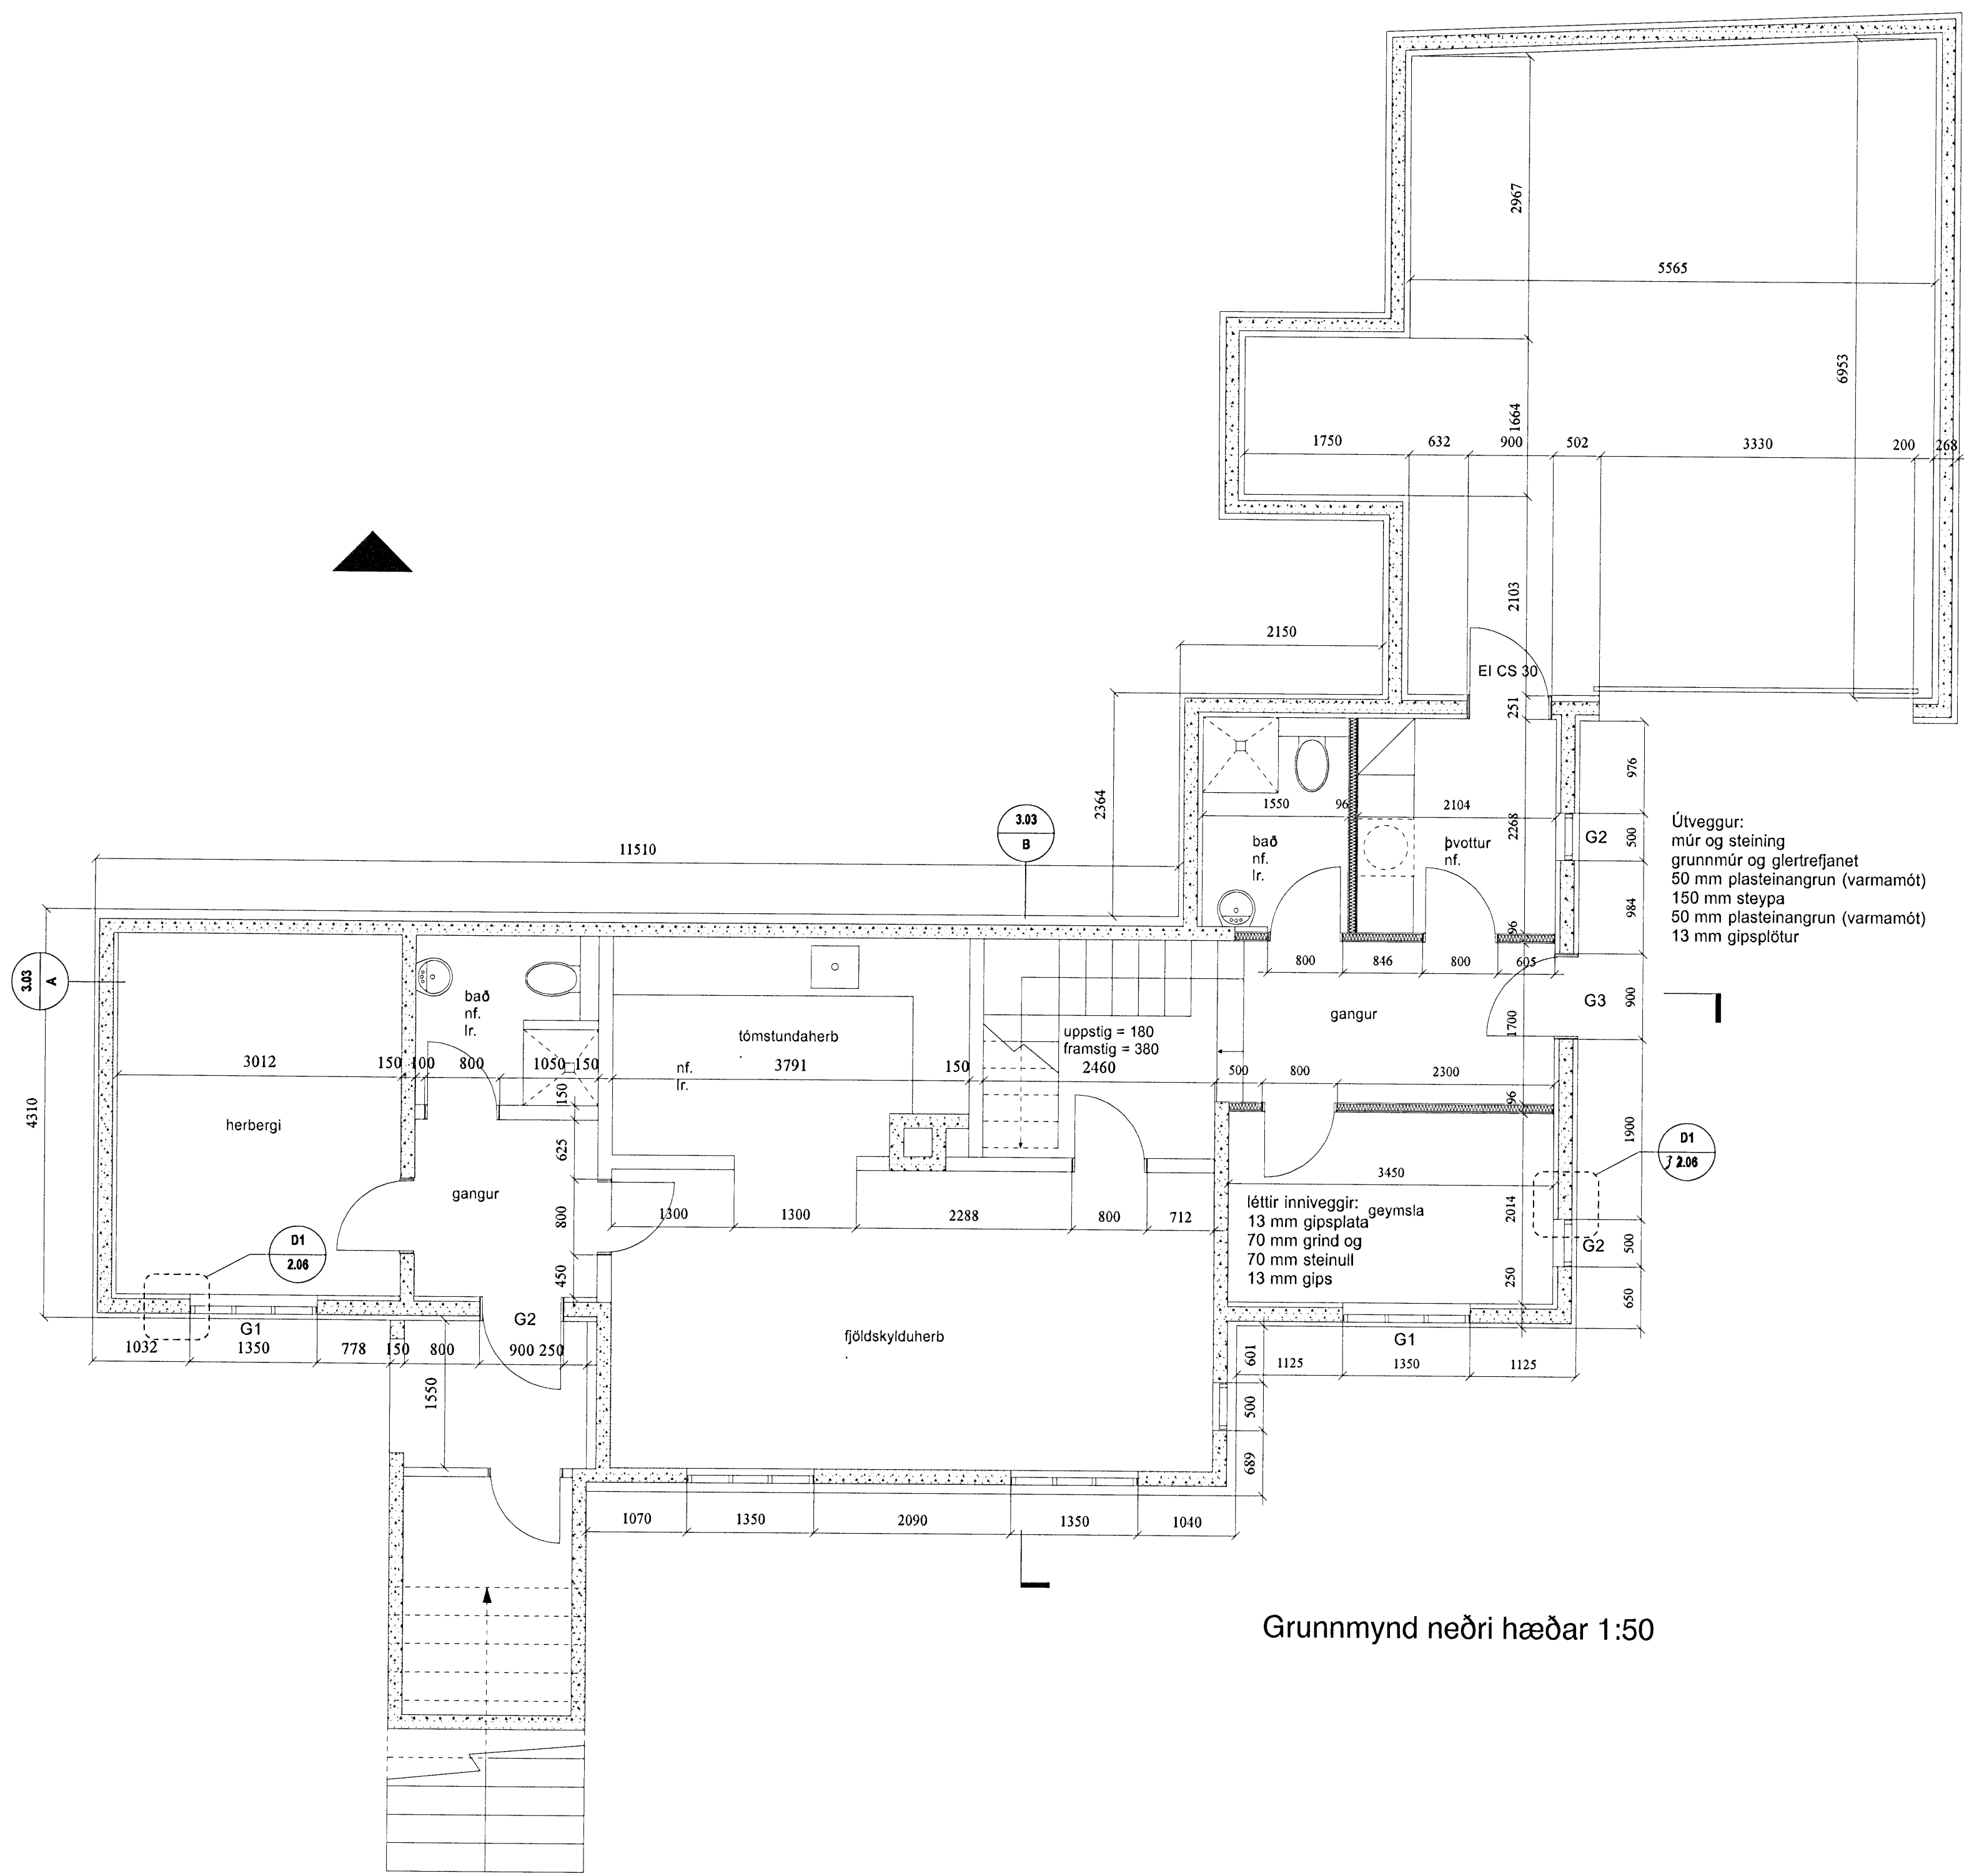 2967
5565
6953
1664
1750
632
900
502
3330
200
268
2103
2150
EI CS 30
251
976
2364
1550
96
2104
2268
G2
500
Útveggur:
múr og steining
grunnmúr og glertrefjanet
50 mm plasteinangrun (varmamót)
150 mm steypa
50 mm plasteinangrun (varmamót)
13 mm gipsplötur
3.03
B
11510
bað
nf.
lr.
þvottur
nf.
984
96
800
846
800
605
3.03
A
4310
bað
nf.
lr.
tómstundaherb
nf.
lr.
uppstig = 180
framstig = 380
gangur
1700
G3
900
3012
150
100
800
1050
150
3791
150
2460
500
800
2300
150
96
1900
herbergi
625
gangur
800
450
1300
1300
2288
800
712
3450
léttir inniveggir:
13 mm gipsplata
70 mm grind og
70 mm steinull
13 mm gips
geymsla
2014
250
D1
2.06
G2
500
650
D1
2.06
G1
G2
1032
1350
778
150
800
900
250
1550
fjöldskylduherb
601
500
689
G1
1125
1350
1125
1070
1350
2090
1350
1040
Grunnmynd neðri hæðar 1:50